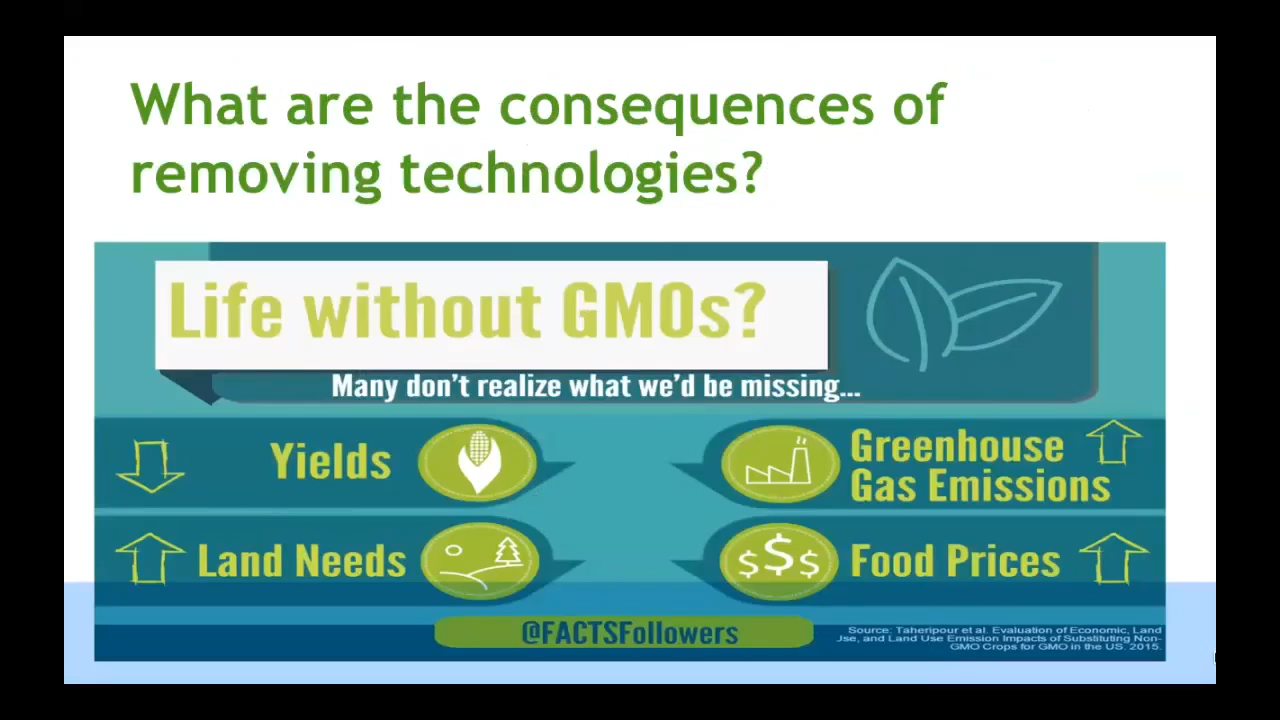 What are the consequences of
removing technologies?
Life without GMOs?
Many don't realize what we'd be missing...
Yields
Greenhouse
Gas Emissions
Land Needs
Food Prices
$$$
@FACTSFollowers
Source: Taheripour et al. Evaluation of Economic, Land
Jse, and Land Use Emission Impacts of Substituting Non-
GMO Crops for GMO in the US. 2015.